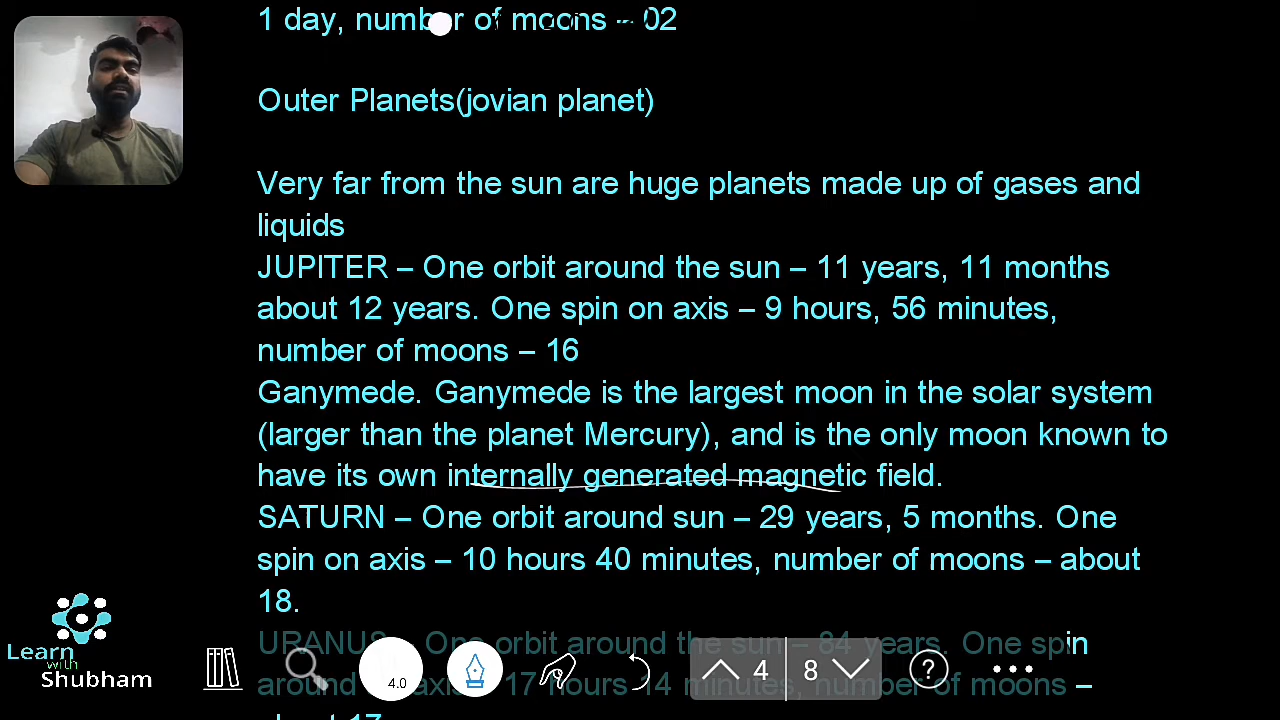 1 day, number of moons – 02
Outer Planets(jovian planet)
Very far from the sun are huge planets made up of gases and
liquids
JUPITER – One orbit around the sun – 11 years, 11 months
about 12 years. One spin on axis – 9 hours, 56 minutes,
number of moons – 16
Ganymede. Ganymede is the largest moon in the solar system
(larger than the planet Mercury), and is the only moon known to
have its own internally generated magnetic field.
SATURN – One orbit around sun – 29 years, 5 months. One
spin on axis – 10 hours 40 minutes, number of moons – about
18.
URANUS – One orbit around the sun – 84 years. One spin
around axis – 17 hours 14 minutes, number of moons –
about 17
Learn
with
Shubham
4.0
4 8
?